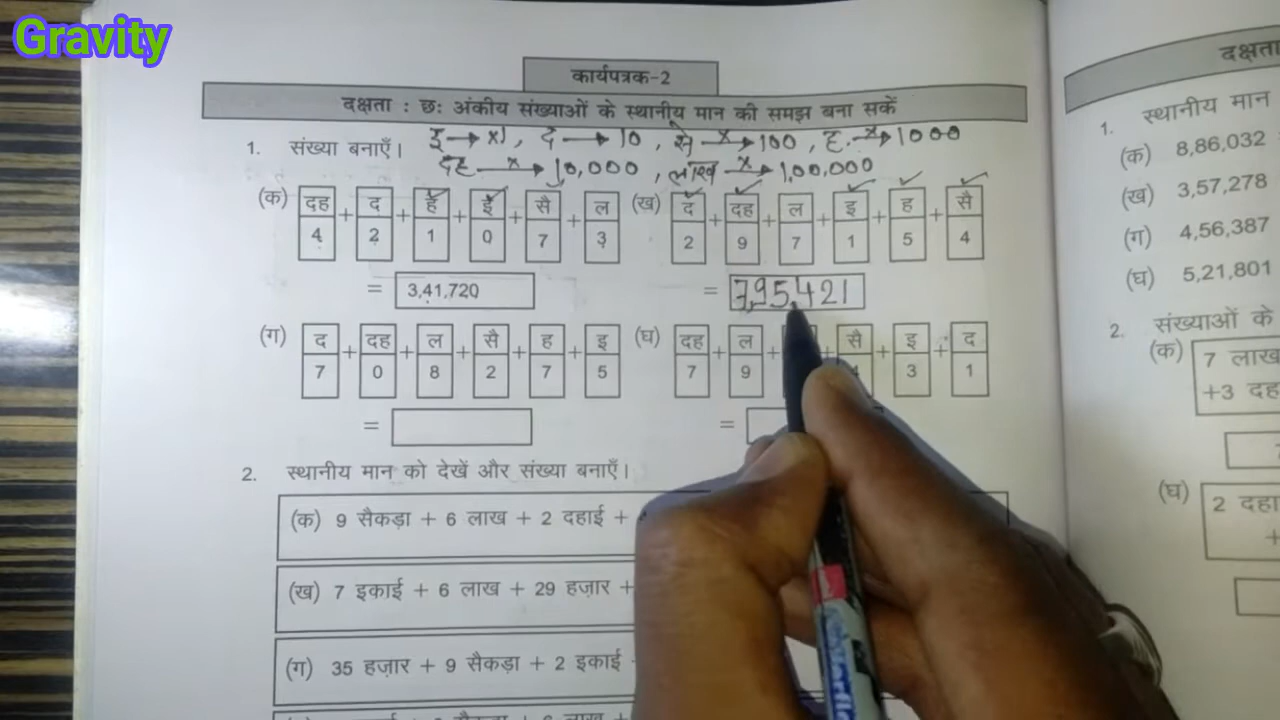 Gravity
कार्यपत्रक-2
दक्षता : छः अंकीय संख्याओं के स्थानीय मान की समझ बना सकें
1. संख्या बनाएँ।
इ → x1, द → 10, सै x→ 100, ह. x→ 1000
दह x→ 10,000, लाख x→ 1,00,000
(क) दह + द + ह + इ + सै + ल
4 2 1 0 7 3
= 3,41,720
(ख) द + दह + ल + इ + ह + सै
2 9 7 1 5 4
= 7,95,421
(ग) द + दह + ल + सै + ह + इ
7 0 8 2 7 5
=
(घ) दह + ल + + सै + इ + द
7 9 4 3 1
=
2. स्थानीय मान को देखें और संख्या बनाएँ।
(क) 9 सैकड़ा + 6 लाख + 2 दहाई +
(ख) 7 इकाई + 6 लाख + 29 हज़ार +
(ग) 35 हज़ार + 9 सैकड़ा + 2 इकाई
दक्षता
1. स्थानीय मान
(क) 8,86,032
(ख) 3,57,278
(ग) 4,56,387
(घ) 5,21,801
2. संख्याओं के
(क) 7 लाख
+3 दह
(घ) 2 दहा
+